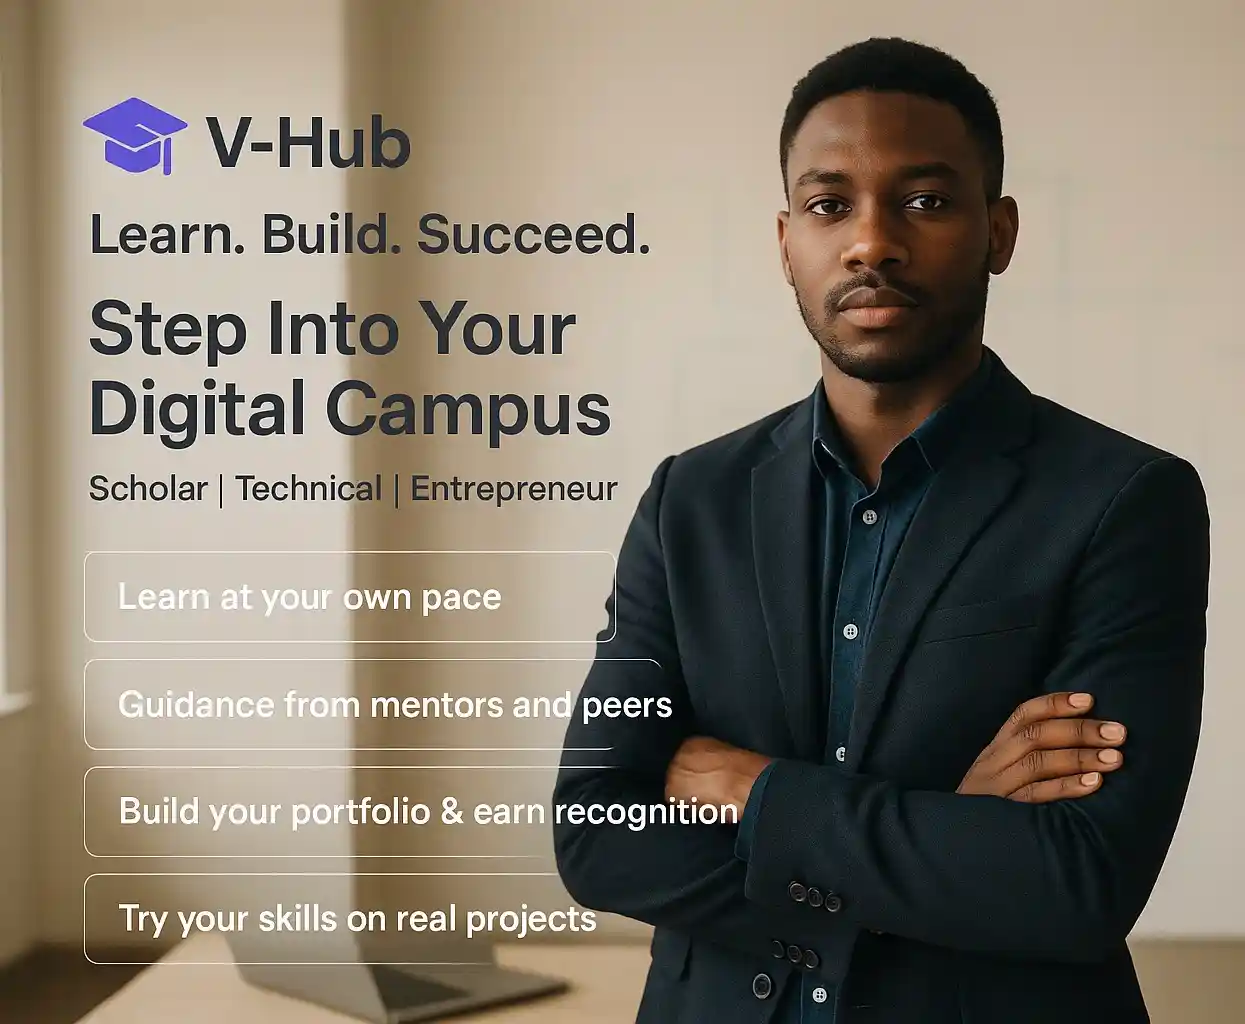 V-Hub
Learn. Build. Succeed.
Step Into Your
Digital Campus
Scholar | Technical | Entrepreneur
Learn at your own pace
Guidance from mentors and peers
Build your portfolio & earn recognition
Try your skills on real projects